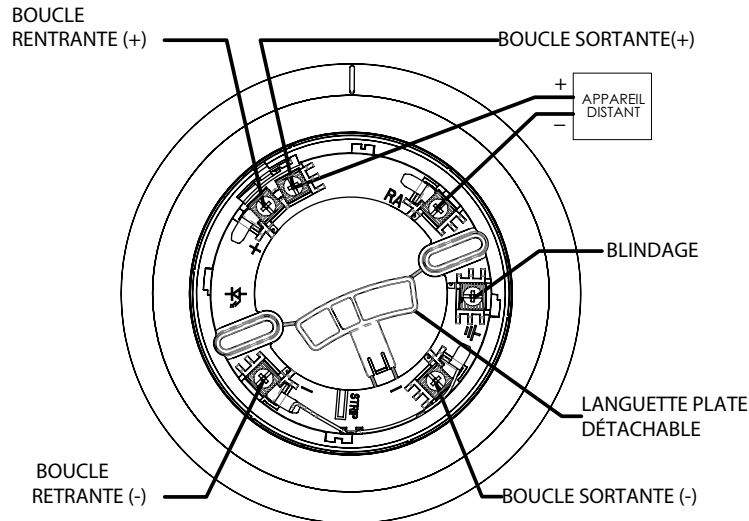 BOUCLE
RENTRANTE (+)
BOUCLE SORTANTE(+)
+
APPAREIL
DISTANT
–
RA
+
BLINDAGE
–
–
STRIP
LANGUETTE PLATE
DÉTACHABLE
BOUCLE
RETRANTE (-)
BOUCLE SORTANTE (-)